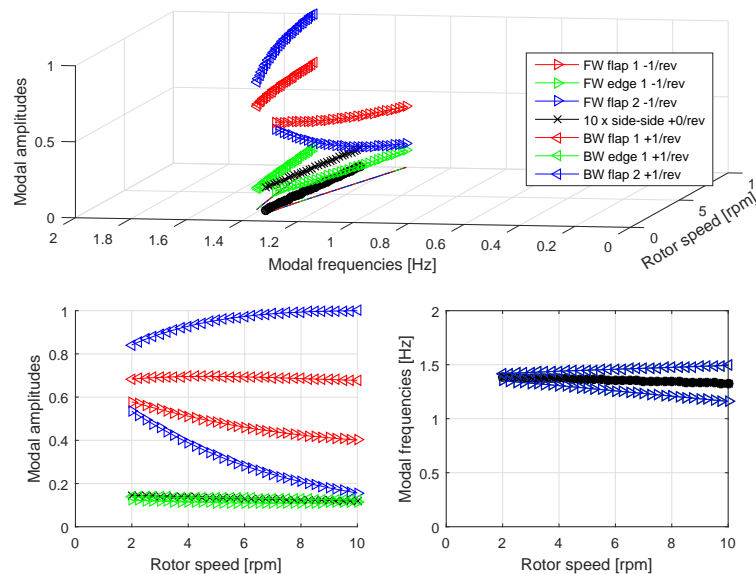 1
0.5
0
Modal amplitudes
2
1.8
1.6
1.4
1.2
1
0.8
0.6
0.4
0.2
0
Modal frequencies [Hz]
0
5
1
Rotor speed [rpm]
FW flap 1 -1/rev
FW edge 1 -1/rev
FW flap 2 -1/rev
10 x side-side +0/rev
BW flap 1 +1/rev
BW edge 1 +1/rev
BW flap 2 +1/rev
1
0.8
0.6
0.4
0.2
0
Modal amplitudes
0 2 4 6 8 10
Rotor speed [rpm]
2
1.5
1
0.5
0
Modal frequencies [Hz]
0 2 4 6 8 10
Rotor speed [rpm]